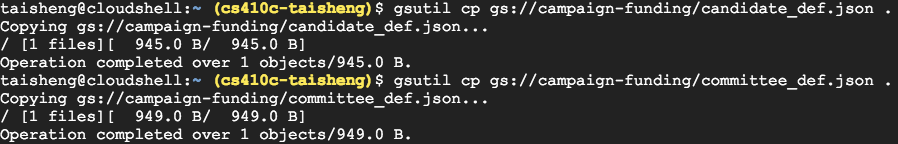 taisheng@cloudshell:~ (cs410c-taisheng)$ gsutil cp gs://campaign-funding/candidate_def.json .
Copying gs://campaign-funding/candidate_def.json...
/ [1 files][  945.0 B/  945.0 B]
Operation completed over 1 objects/945.0 B.
taisheng@cloudshell:~ (cs410c-taisheng)$ gsutil cp gs://campaign-funding/committee_def.json .
Copying gs://campaign-funding/committee_def.json...
/ [1 files][  949.0 B/  949.0 B]
Operation completed over 1 objects/949.0 B.